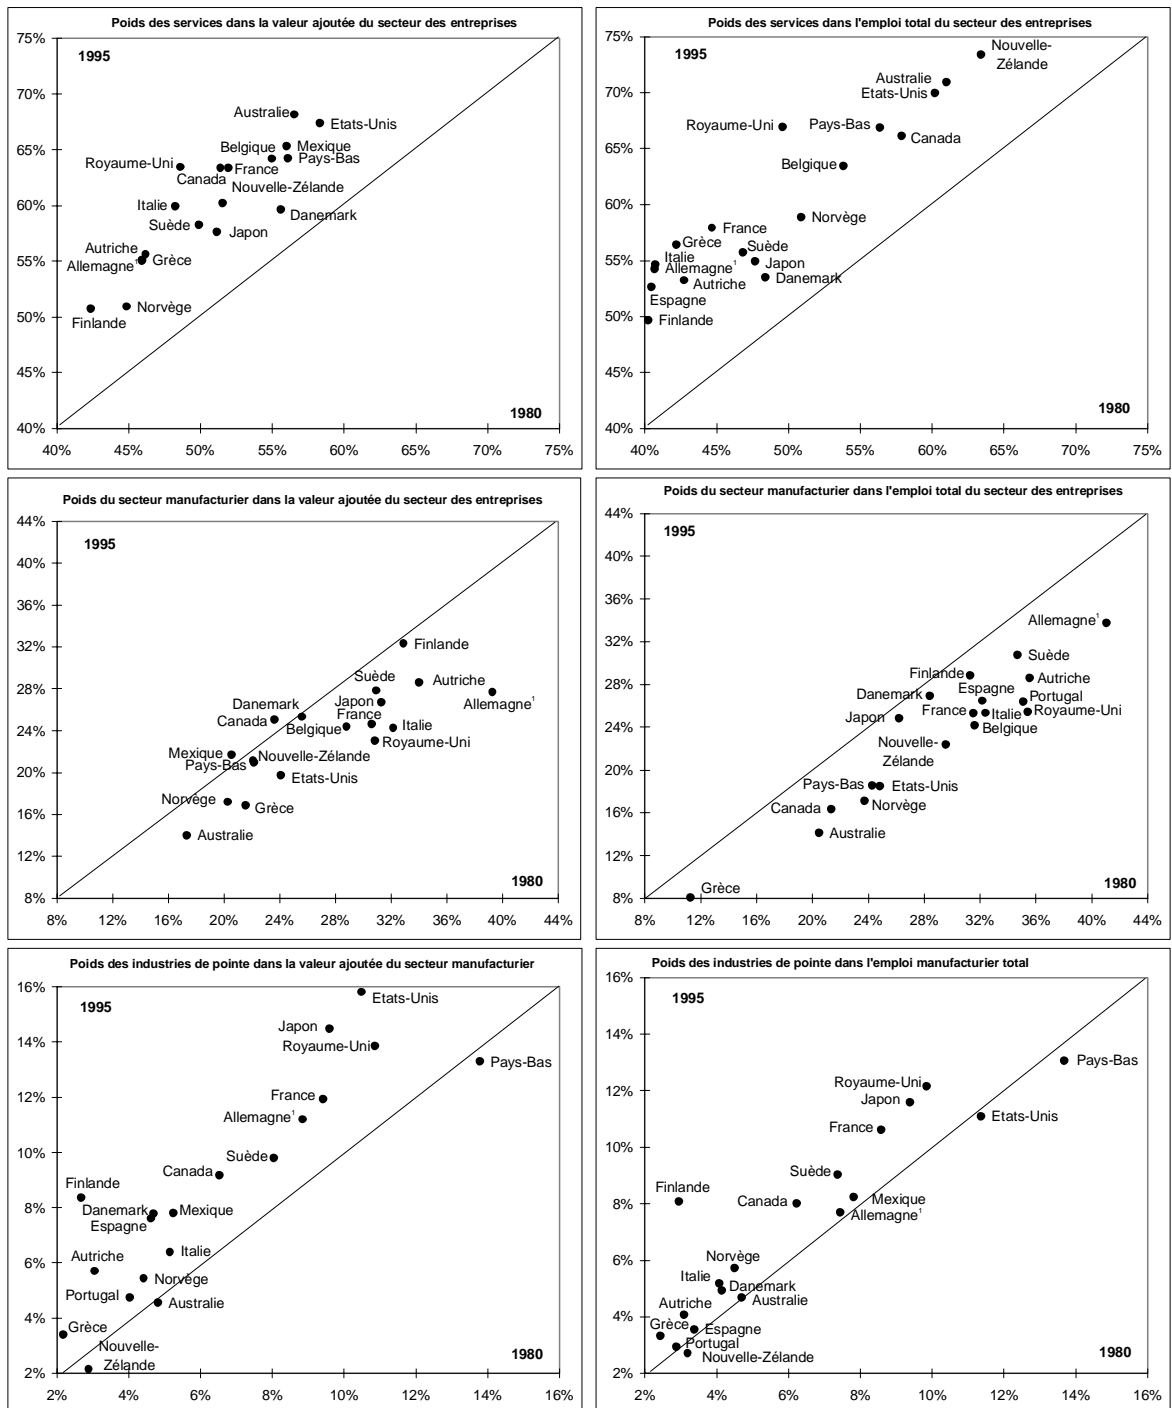 Poids des services dans la valeur ajoutée du secteur des entreprises
75%
1995
70%
Australie
Etats-Unis
Belgique
Mexique
65%
Pays-Bas
Royaume-Uni
Canada
France
Nouvelle-Zélande
60%
Italie
Danemark
Suède
Japon
Autriche
55%
Allemagne¹
Grèce
50%
Norvège
Finlande
45%
1980
40%
40% 45% 50% 55% 60% 65% 70% 75%
Poids des services dans l'emploi total du secteur des entreprises
75%
1995
Nouvelle-
Zélande
70%
Australie
Etats-Unis
Royaume-Uni
Pays-Bas
Canada
65%
Belgique
60%
Norvège
France
Grèce
Suède
55%
Italie
Allemagne¹
Japon
Autriche
Danemark
Espagne
50%
Finlande
45%
1980
40%
40% 45% 50% 55% 60% 65% 70% 75%
Poids du secteur manufacturier dans la valeur ajoutée du secteur des entreprises
44%
1995
40%
36%
32%
Finlande
Suède
28%
Autriche
Allemagne¹
Danemark
Japon
Canada
France
24%
Belgique
Italie
Royaume-Uni
Mexique
Nouvelle-Zélande
20%
Pays-Bas
Etats-Unis
Norvège
Grèce
16%
Australie
12%
1980
8%
8% 12% 16% 20% 24% 28% 32% 36% 40% 44%
Poids du secteur manufacturier dans l'emploi total du secteur des entreprises
44%
1995
40%
36%
Allemagne¹
32%
Suède
Finlande
Autriche
28%
Espagne
Danemark
Portugal
France
Italie
Royaume-Uni
Japon
24%
Belgique
Nouvelle-
Zélande
20%
Pays-Bas
Etats-Unis
Canada
Norvège
16%
Australie
12%
Grèce
1980
8%
8% 12% 16% 20% 24% 28% 32% 36% 40% 44%
Poids des industries de pointe dans la valeur ajoutée du secteur manufacturier
16%
1995
Etats-Unis
Japon
14%
Royaume-Uni
Pays-Bas
12%
France
Allemagne¹
10%
Suède
Canada
Finlande
8%
Danemark
Mexique
Espagne
6%
Italie
Autriche
Norvège
Portugal
Australie
4%
Grèce
Nouvelle-
Zélande
1980
2%
2% 4% 6% 8% 10% 12% 14% 16%
Poids des industries de pointe dans l'emploi manufacturier total
16%
1995
14%
Pays-Bas
12%
Royaume-Uni
Japon
Etats-Unis
France
10%
Suède
Finlande
8%
Canada
Mexique
Allemagne¹
6%
Norvège
Italie
Danemark
Autriche
Australie
4%
Grèce
Espagne
Portugal
Nouvelle-Zélande
1980
2%
2% 4% 6% 8% 10% 12% 14% 16%